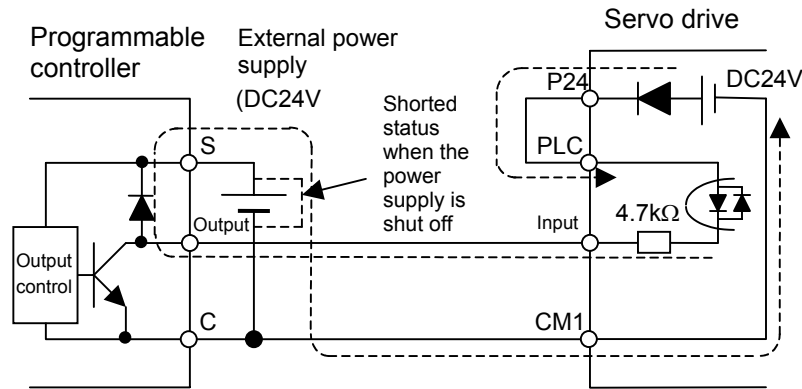 Programmable
controller
External power
supply
(DC24V
Servo drive
Shorted
status
when the
power
supply is
shut off
S
Output
Output
control
C
P24
DC24V
PLC
Input
4.7kΩ
CM1